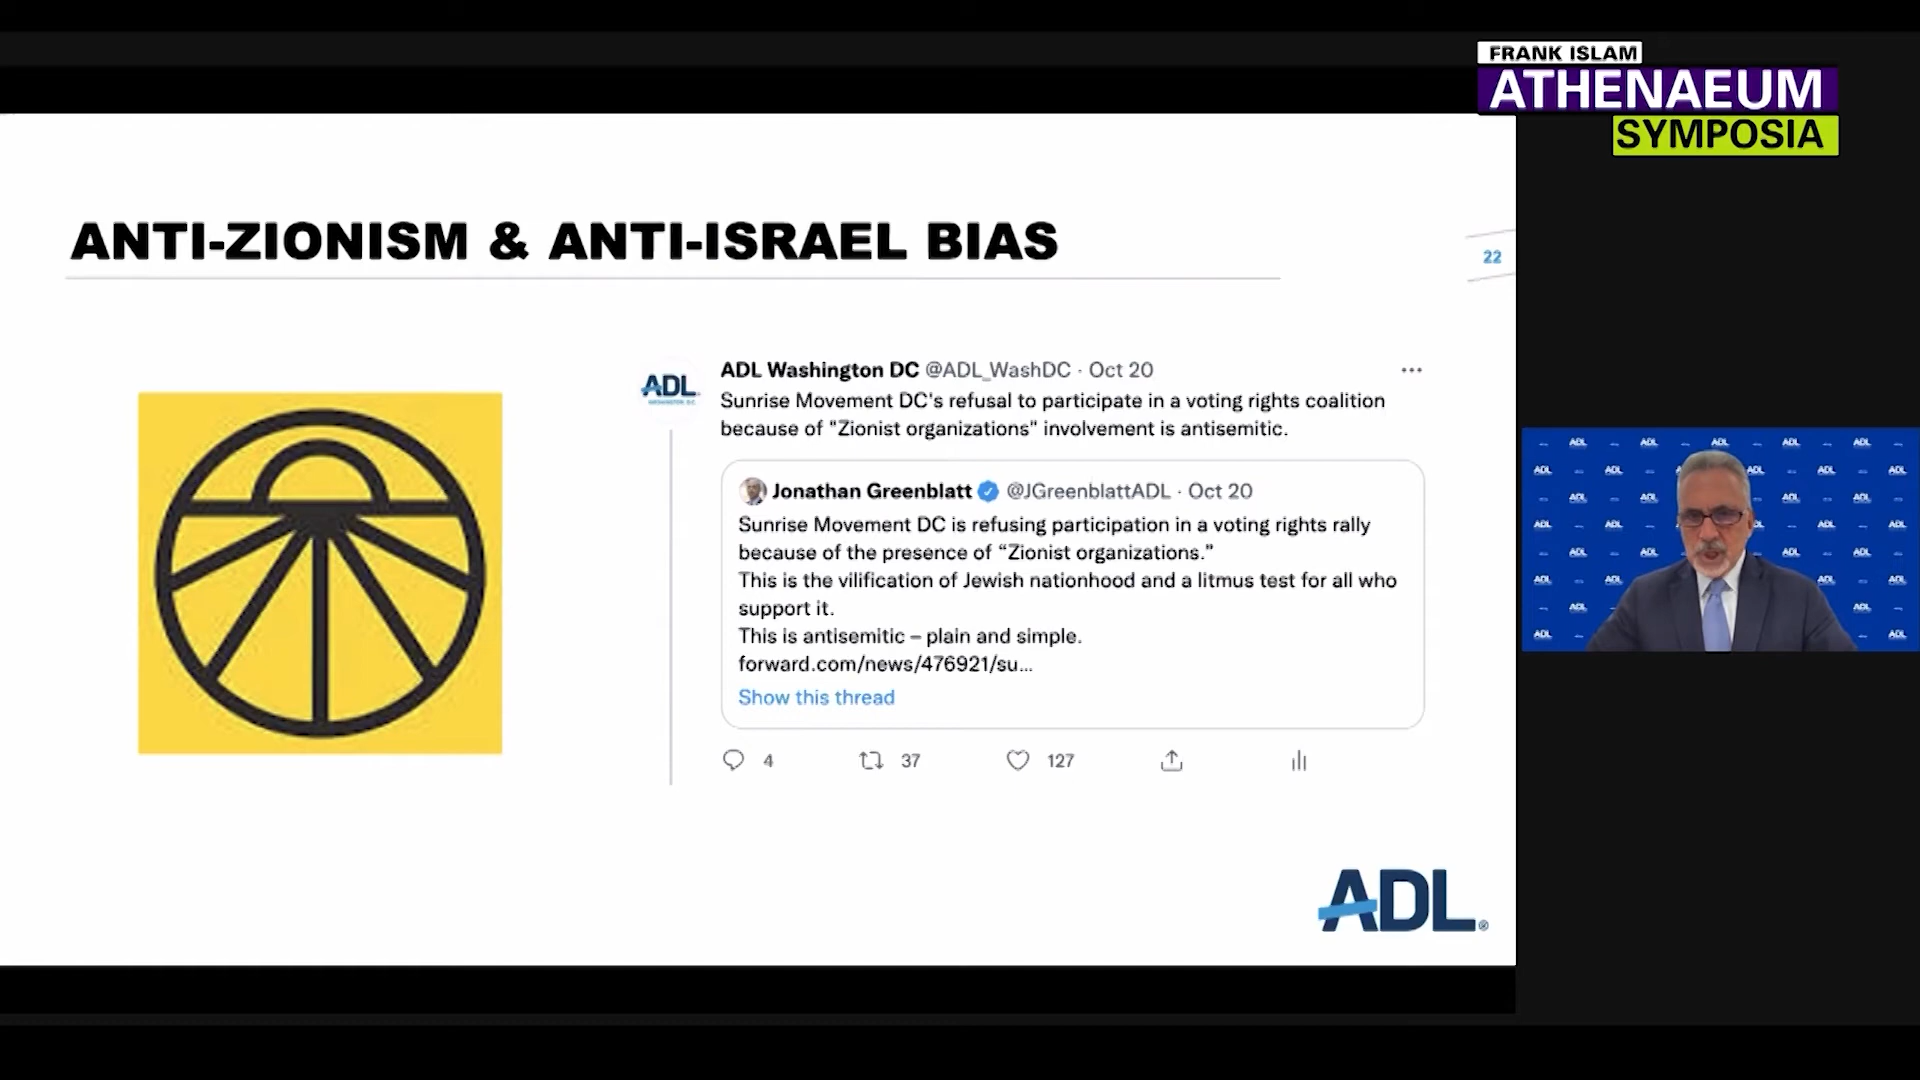 FRANK ISLAM
ATHENAEUM
SYMPOSIA
ANTI-ZIONISM & ANTI-ISRAEL BIAS
22
ADL
ADL Washington DC @ADL_WashDC · Oct 20
Sunrise Movement DC's refusal to participate in a voting rights coalition
because of "Zionist organizations" involvement is antisemitic.
Jonathan Greenblatt @JGreenblattADL · Oct 20
Sunrise Movement DC is refusing participation in a voting rights rally
because of the presence of “Zionist organizations.”
This is the vilification of Jewish nationhood and a litmus test for all who
support it.
This is antisemitic – plain and simple.
forward.com/news/476921/su...
Show this thread
4 37 127
ADL®